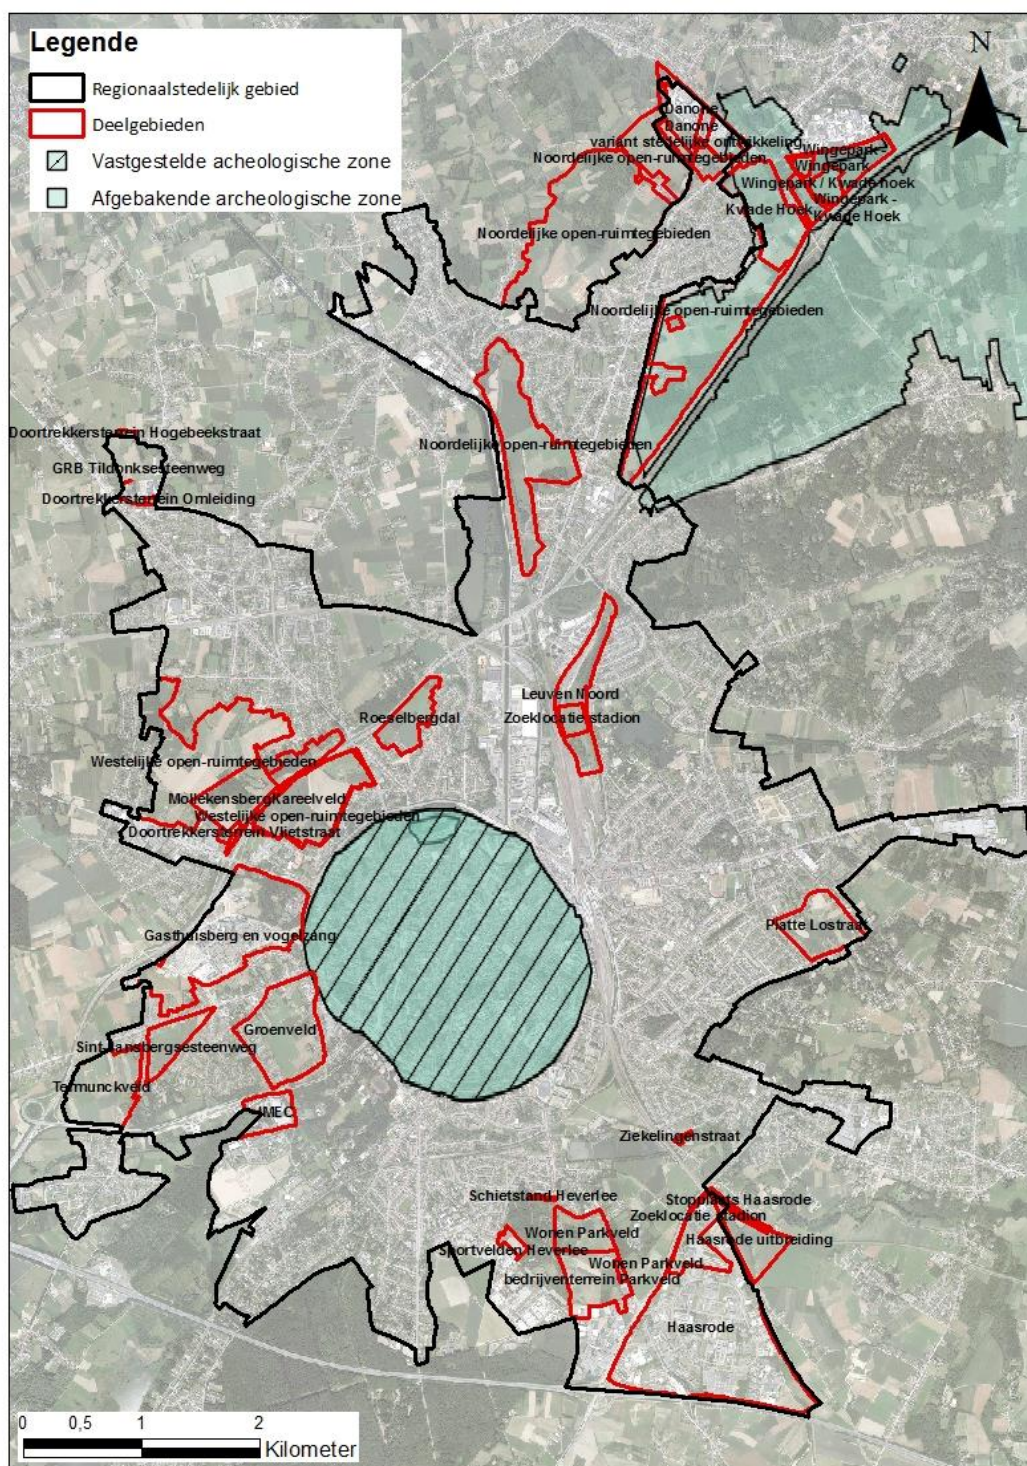 Legende
Regionaalstedelijk gebied
Deelgebieden
Vastgestelde acheologische zone
Afgebakende archeologische zone
N
Danone
Danone
variant stedelijke ontwikkeling
Noordelijke open-ruimtegebieden
Wingepark
Wingepark
Wingepark / Kwade hoek
Wingepark -
Kwade Hoek
Kwade Hoek
Noordelijke open-ruimtegebieden
Noordelijke open-ruimtegebieden
Doortrekkersterrein Hogebeekstraat
Noordelijke open-ruimtegebieden
GRB Tildonksesteenweg
Doortrekkersterrein Omleiding
Leuven Noord
Roeselbergdal
Zoeklocatie stadion
Westelijke open-ruimtegebieden
Mollekensberg
Kareelveld
Westelijke open-ruimtegebieden
Doortrekkersterrein Vlietstraat
Platte Lostraat
Gasthuisberg en vogelzang
Groenveld
Sint-Jansbergsesteenweg
Termunckveld
IMEC
Ziekelingenstraat
Schietstand Heverlee
Stopplaats Haasrode
Zoeklocatie stadion
Wonen Parkveld
Haasrode uitbreiding
Sportvelden Heverlee
Wonen Parkveld
bedrijventerrein Parkveld
Haasrode
0 0,5 1 2
Kilometer